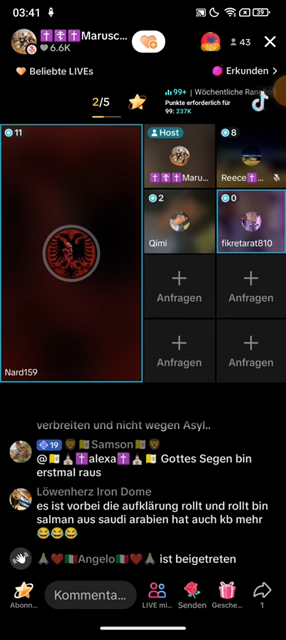 03:41
39
✝️✝️✝️Marusc...
6.6K
43
Beliebte LIVEs
Erkunden >
2/5
99+ | Wöchentliche Ran
Punkte erforderlich für
99: 237K
11
Host
✝️✝️✝️Maru...
8
Reece✝️...
2
Qimi
0
fikretarat810
+
Anfragen
+
Anfragen
+
Anfragen
+
Anfragen
Nard159
verbreiten und nicht wegen Asyl..
19 🦁🇻🇦Samson🇻🇦🦁
@🇻🇦⛪✝️alexa✝️⛪🇻🇦 Gottes Segen bin
erstmal raus
Löwenherz Iron Dome
es ist vorbei die aufklärung rollt und rollt bin
salman aus saudi arabien hat auch kb mehr
😂😂😂
🙏🏻❤️🇮🇹Angelo🇮🇹❤️🙏🏻 ist beigetreten
Abonn...
Kommenta...
LIVE mi...
Senden
Gesche...
1